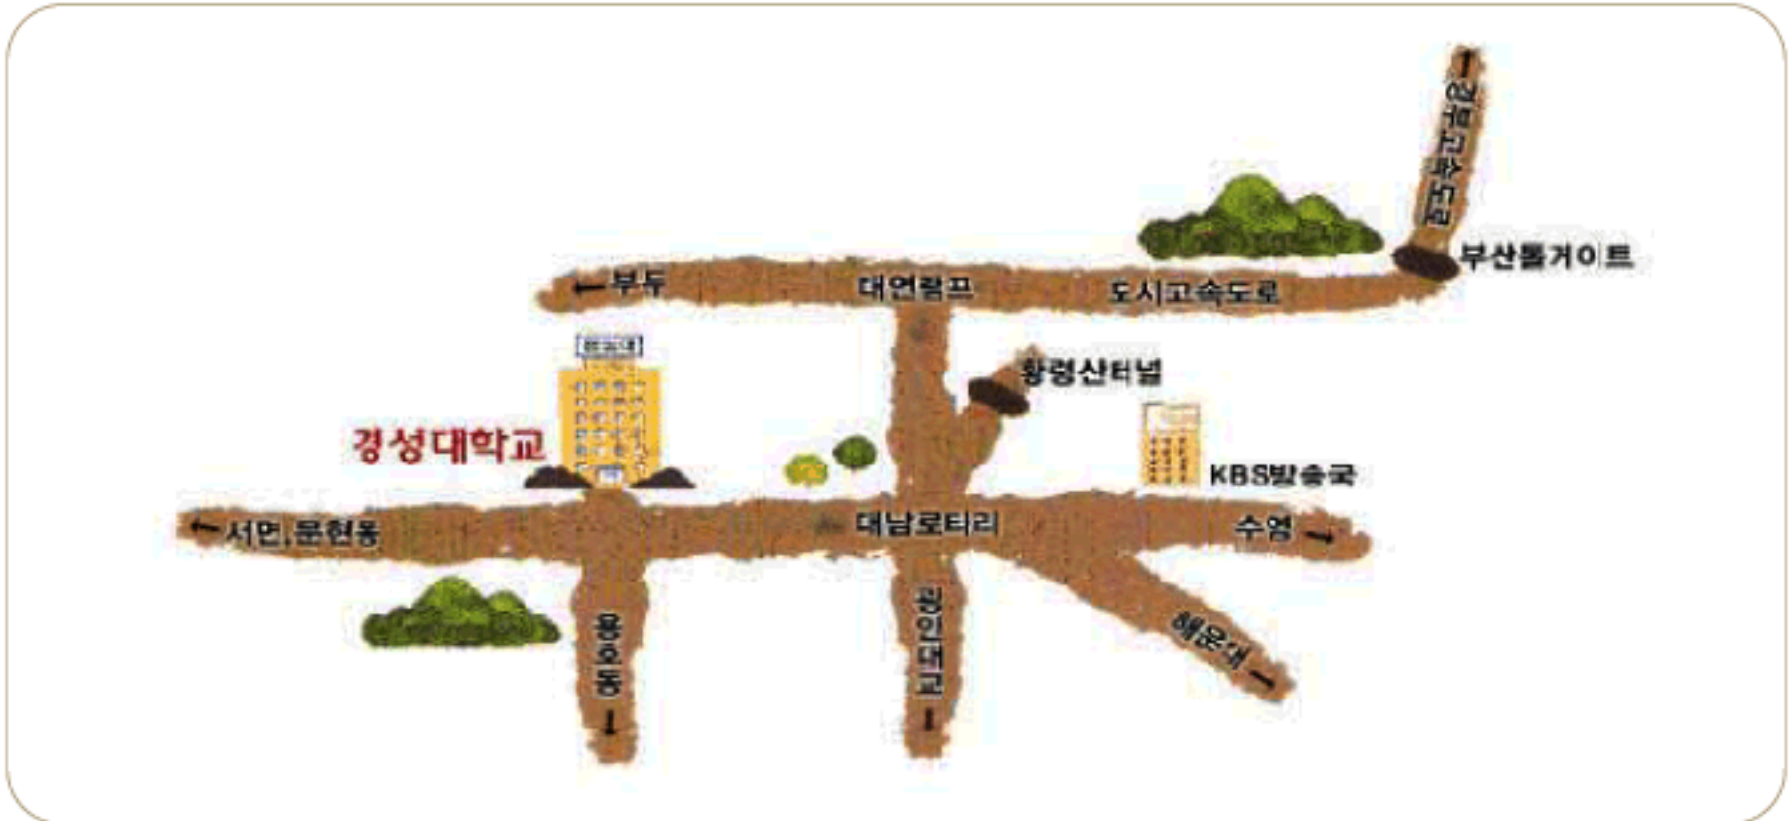 경부고속도로
부산톨게이트
부두
대연램프
도시고속도로
황령산터널
경성대학교
KBS방송국
서면,문현동
대남로타리
수영
용호동
광안대교
해운대